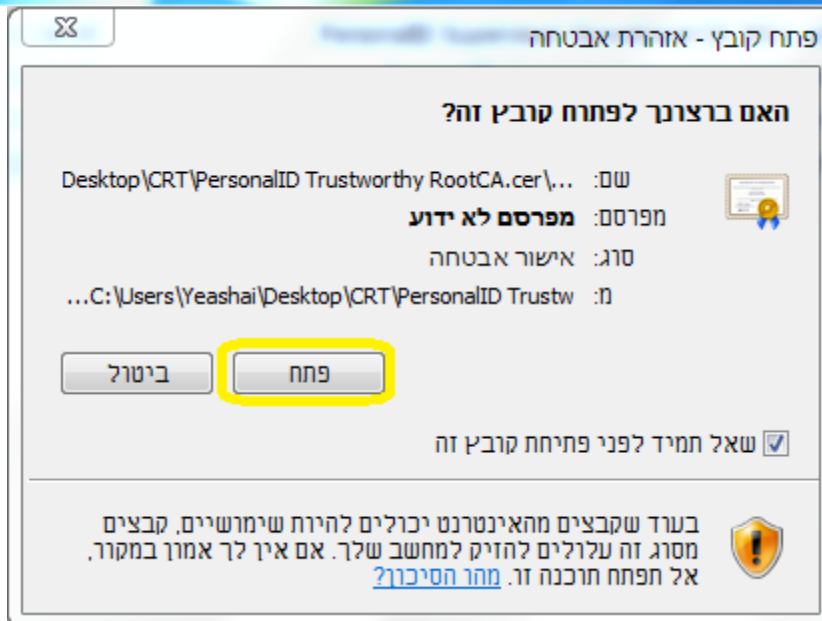 פתח קובץ - אזהרת אבטחה
האם ברצונך לפתוח קובץ זה?
שם: Desktop\CRT\PersonalID Trustworthy RootCA.cer\...
מפרסם: מפרסם לא ידוע
סוג: אישור אבטחה
מ: ...C:\Users\Yeashai\Desktop\CRT\PersonalID Trustw
פתח
ביטול
שאל תמיד לפני פתיחת קובץ זה
בעוד שקבצים מהאינטרנט יכולים להיות שימושיים, קבצים
מסוג זה עלולים להזיק למחשב שלך. אם אין לך אמון במקור,
אל תפתח תוכנה זו. מהו הסיכון?